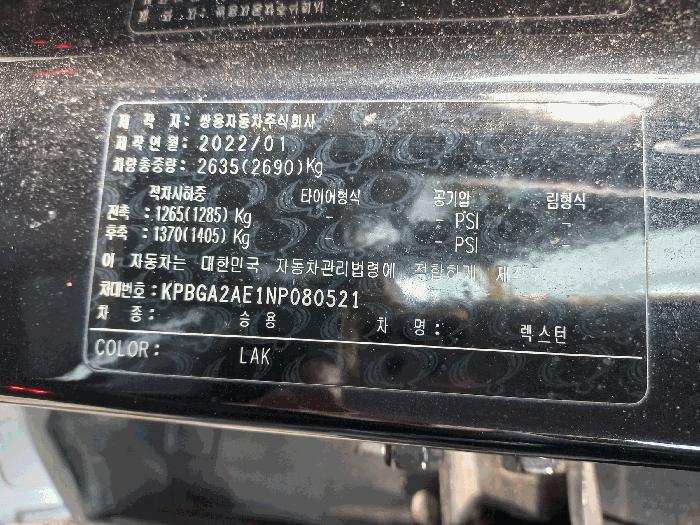 제 작 자: 쌍용자동차주식회사
제작연월: 2022/01
차량총중량: 2635(2690)Kg
적차시하중 타이어형식 공기압 림형식
전축 : 1265(1285) Kg - - PSI -
후축 : 1370(1405) Kg - - PSI -
이 자동차는 대한민국 자동차관리법령에 적합하게 제작
차대번호: KPBGA2AE1NP080521
차 종: 승용 차 명: 렉스턴
COLOR: LAK